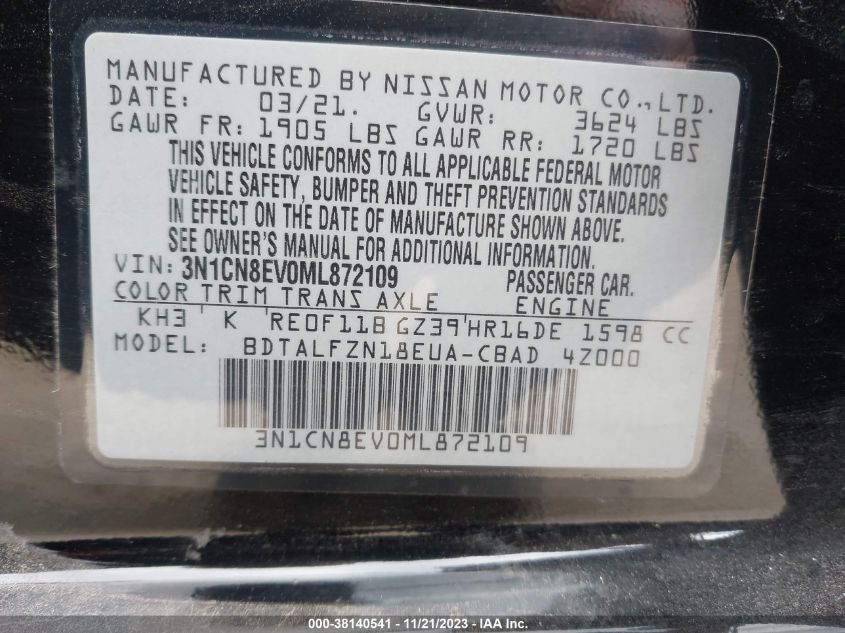 MANUFACTURED BY NISSAN MOTOR CO.,LTD.
DATE: 03/21. GVWR: 3624 LBS
GAWR FR: 1905 LBS GAWR RR: 1720 LBS
THIS VEHICLE CONFORMS TO ALL APPLICABLE FEDERAL MOTOR
VEHICLE SAFETY, BUMPER AND THEFT PREVENTION STANDARDS
IN EFFECT ON THE DATE OF MANUFACTURE SHOWN ABOVE.
SEE OWNER'S MANUAL FOR ADDITIONAL INFORMATION.
VIN: 3N1CN8EV0ML872109 PASSENGER CAR.
COLOR TRIM TRANS AXLE ENGINE
KH3 ' K 'RE0F11B GZ39'HR16DE 1598 CC
MODEL: BDTALFZN18EUA-CBAD 4Z000
3N1CN8EV0ML872109
000-38140541 - 11/21/2023 - IAA Inc.